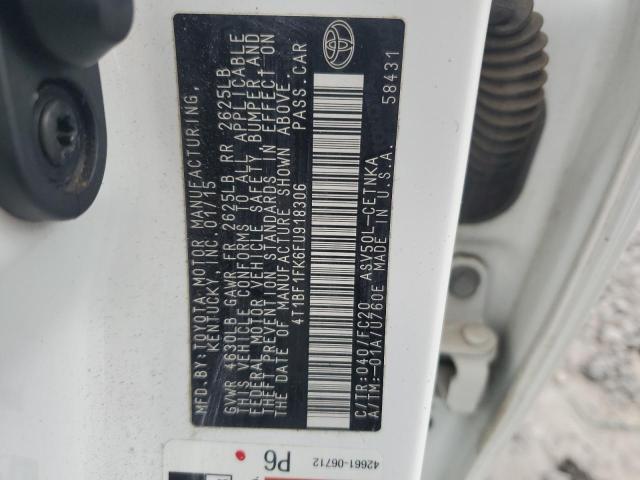 MFD.BY:TOYOTA MOTOR MANUFACTURING,
KENTUCKY, INC. 01/15
GVWR 4630LB GAWR FR 2625LB RR 2625LB
THIS VEHICLE CONFORMS TO ALL APPLICABLE
FEDERAL MOTOR VEHICLE SAFETY, BUMPER AND
THEFT PREVENTION STANDARDS IN EFFECT ON
THE DATE OF MANUFACTURE SHOWN ABOVE.
4T1BF1FK6FU918306 PASS.CAR
C/TR:040/FC20 ASV50L-CETNKA
A/TM:-01A/U760E MADE IN U.S.A.
58431
P6
42661-06712